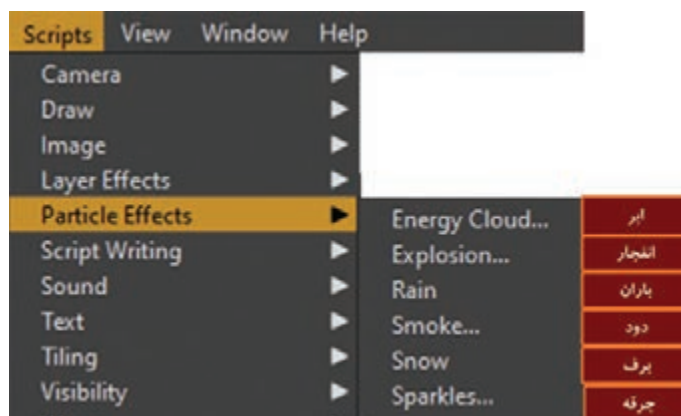 Scripts View Window Help
Camera
Draw
Image
Layer Effects
Particle Effects
Script Writing
Sound
Text
Tiling
Visibility
Energy Cloud... ابر
Explosion... انفجار
Rain باران
Smoke... دود
Snow برف
Sparkles... جرقه